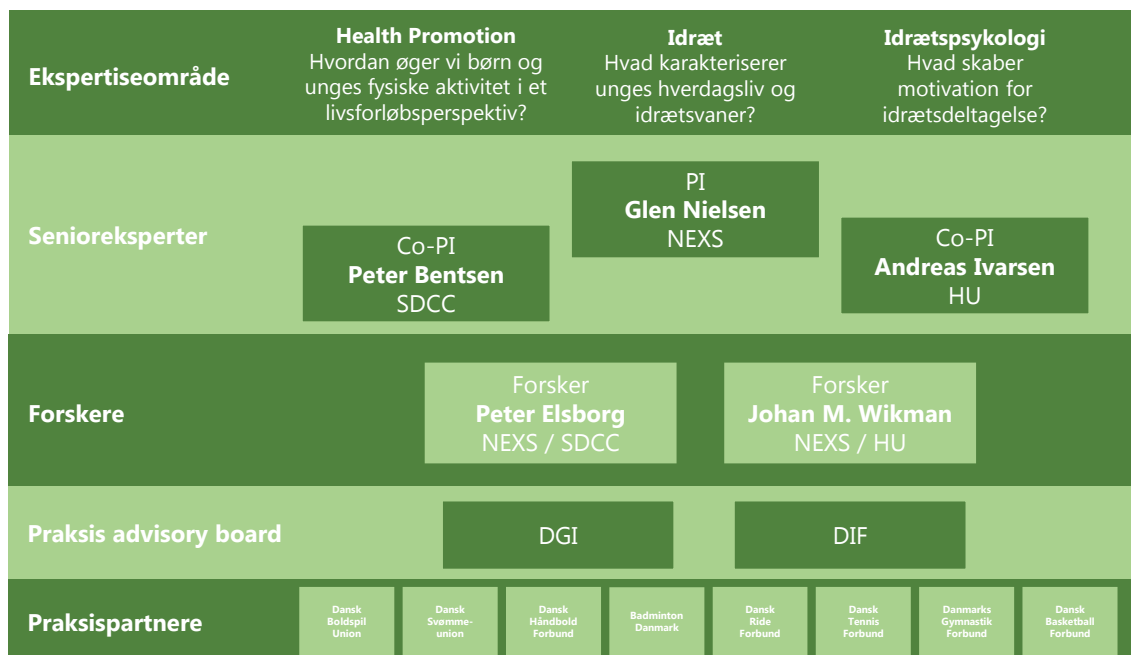 Ekspertiseområde
Health Promotion
Hvordan øger vi børn og
unges fysiske aktivitet i et
livsforløbsperspektiv?
Idræt
Hvad karakteriserer
unges hverdagsliv og
idrætsvaner?
Idrætspsykologi
Hvad skaber
motivation for
idrætsdeltagelse?
Senioreksperter
Co-PI
Peter Bentsen
SDCC
PI
Glen Nielsen
NEXS
Co-PI
Andreas Ivarsen
HU
Forskere
Forsker
Peter Elsborg
NEXS / SDCC
Forsker
Johan M. Wikman
NEXS / HU
Praksis advisory board
DGI
DIF
Praksispartnere
Dansk
Boldspil
Union
Dansk
Svømme-
union
Dansk
Håndbold
Forbund
Badminton
Danmark
Dansk
Ride
Forbund
Dansk
Tennis
Forbund
Danmarks
Gymnastik
Forbund
Dansk
Basketball
Forbund